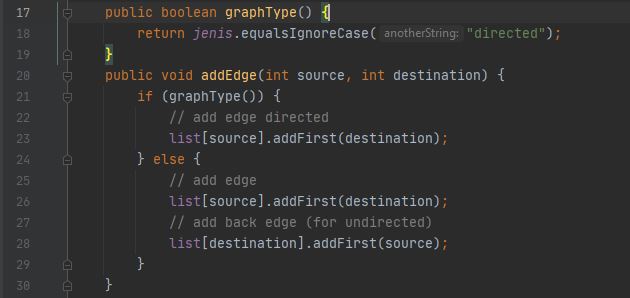 17 public boolean graphType() {
18 return jenis.equalsIgnoreCase( anotherString: "directed");
19 }
20 public void addEdge(int source, int destination) {
21 if (graphType()) {
22 // add edge directed
23 list[source].addFirst(destination);
24 } else {
25 // add edge
26 list[source].addFirst(destination);
27 // add back edge (for undirected)
28 list[destination].addFirst(source);
29 }
30 }